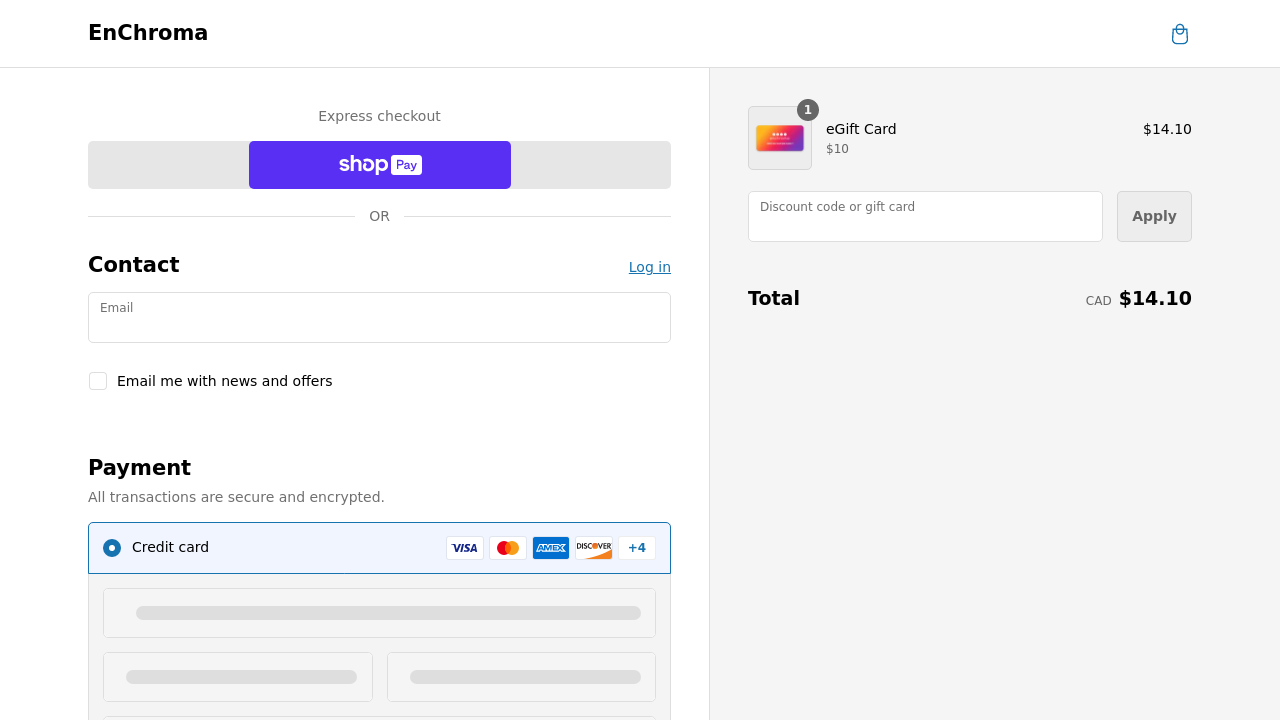 EnChroma
Express checkout
shop Pay
OR
Contact
Log in
Email
Email me with news and offers
Payment
All transactions are secure and encrypted.
Credit card
VISA
AMEX
DISCOVER
+4
1
eGift Card
$14.10
$10
Discount code or gift card
Apply
Total
CAD $14.10